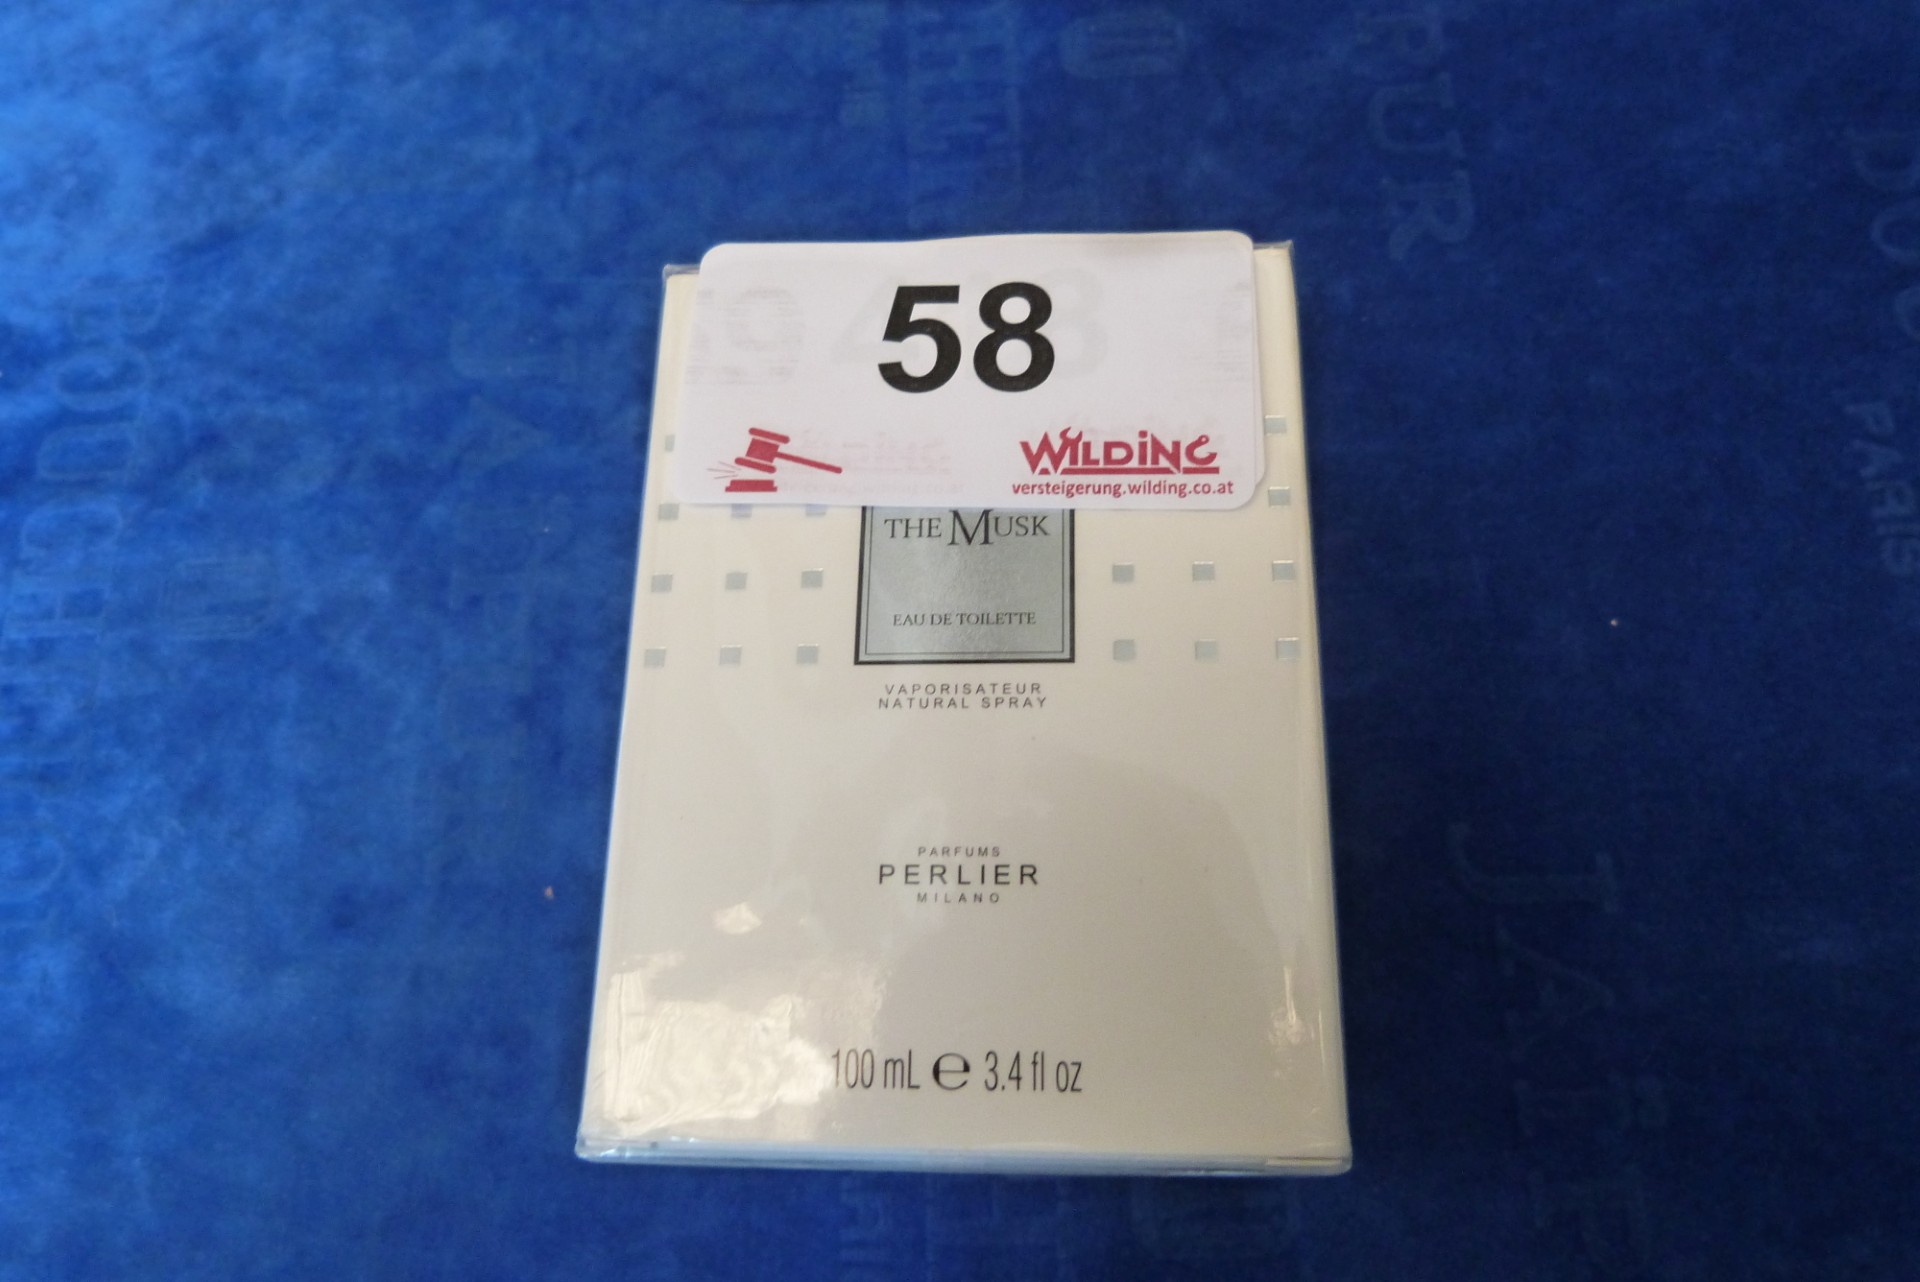 58
WILDING
versteigerung.wilding.co.at
THE MUSK
EAU DE TOILETTE
VAPORISATEUR
NATURAL SPRAY
PARFUMS
PERLIER
MILANO
100 mL ℮ 3.4 fl oz
PARIS